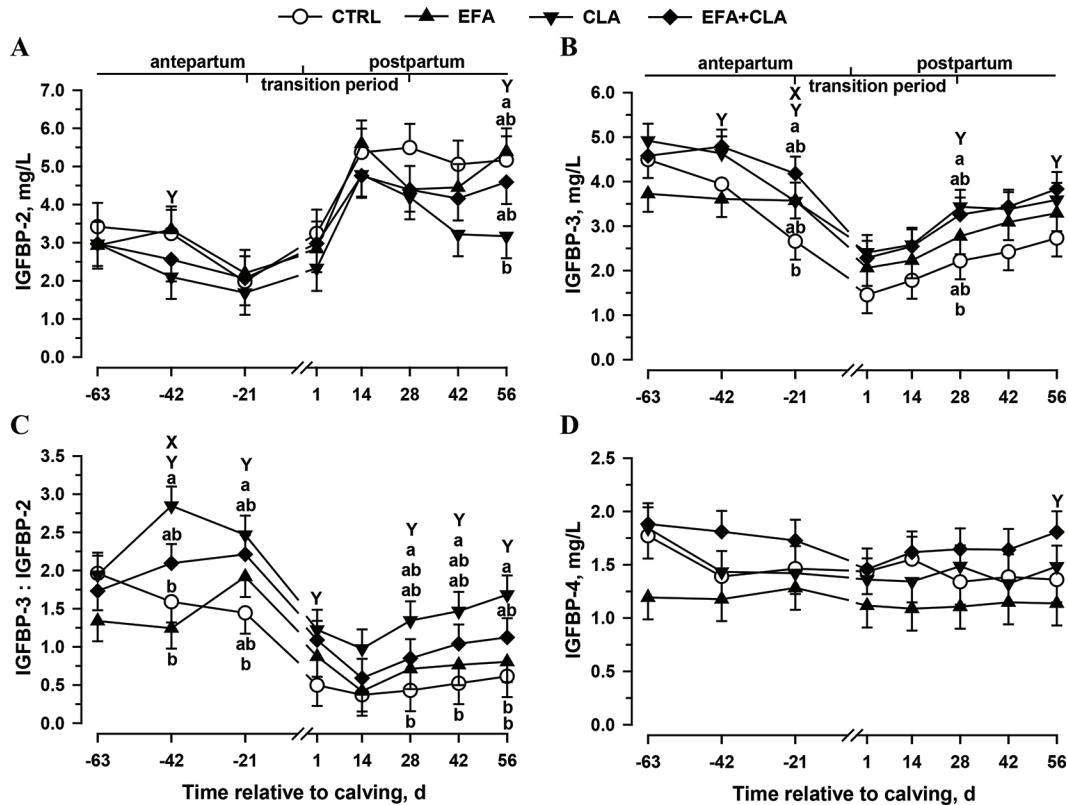 CTRL EFA CLA EFA+CLA
A
antepartum postpartum
transition period
IGFBP-2, mg/L
7.0
6.0
5.0
4.0
3.0
2.0
1.0
0.0
Y
Y
a
ab
ab
b
-63 -42 -21 1 14 28 42 56
B
antepartum postpartum
transition period
IGFBP-3, mg/L
6.0
5.0
4.0
3.0
2.0
1.0
0.0
Y
X
Y
a
ab
ab
b
Y
a
ab
ab
b
Y
-63 -42 -21 1 14 28 42 56
C
IGFBP-3 : IGFBP-2
3.5
3.0
2.5
2.0
1.5
1.0
0.5
0.0
X
Y
a
ab
b
b
Y
a
ab
ab
b
Y
Y
a
ab
ab
b
Y
a
ab
ab
b
Y
a
ab
b
b
-63 -42 -21 1 14 28 42 56
Time relative to calving, d
D
IGFBP-4, mg/L
2.5
2.0
1.5
1.0
0.5
0.0
Y
-63 -42 -21 1 14 28 42 56
Time relative to calving, d